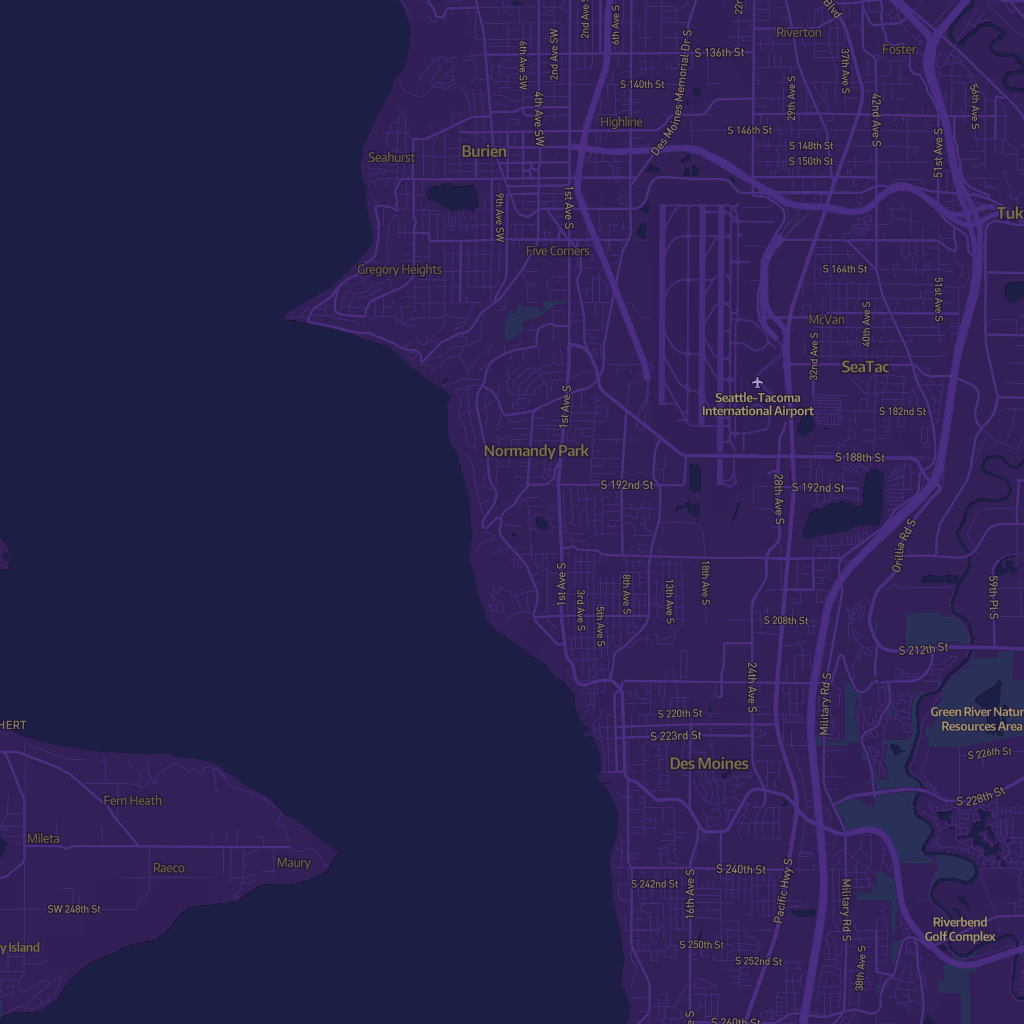 2nd Ave S
6th Ave S
Blvd
Riverton
Foster
6th Ave SW
2nd Ave SW
Des Moines Memorial Dr S
S 136th St
37th Ave S
S 140th St
29th Ave S
56th Ave S
4th Ave SW
42nd Ave S
Highline
S 146th St
51st Ave S
Burien
S 148th St
Seahurst
S 150th St
9th Ave SW
1st Ave S
Tuk
Five Corners
Gregory Heights
S 164th St
51st Ave S
McVan
40th Ave S
32nd Ave S
SeaTac
Seattle-Tacoma
International Airport
1st Ave S
S 182nd St
Normandy Park
S 188th St
S 192nd St
28th Ave S
S 192nd St
Orillia Rd S
1st Ave S
3rd Ave S
5th Ave S
8th Ave S
13th Ave S
18th Ave S
59th Pl S
S 208th St
S 212th St
24th Ave S
Military Rd S
S 220th St
Green River Natur
Resources Area
HERT
S 223rd St
S 226th St
Des Moines
Fern Heath
S 228th St
Mileta
Raeco
Maury
S 240th St
S 242nd St
16th Ave S
Pacific Hwy S
Military Rd S
SW 248th St
Riverbend
Golf Complex
y Island
S 250th St
S 252nd St
38th Ave S
S 260th St